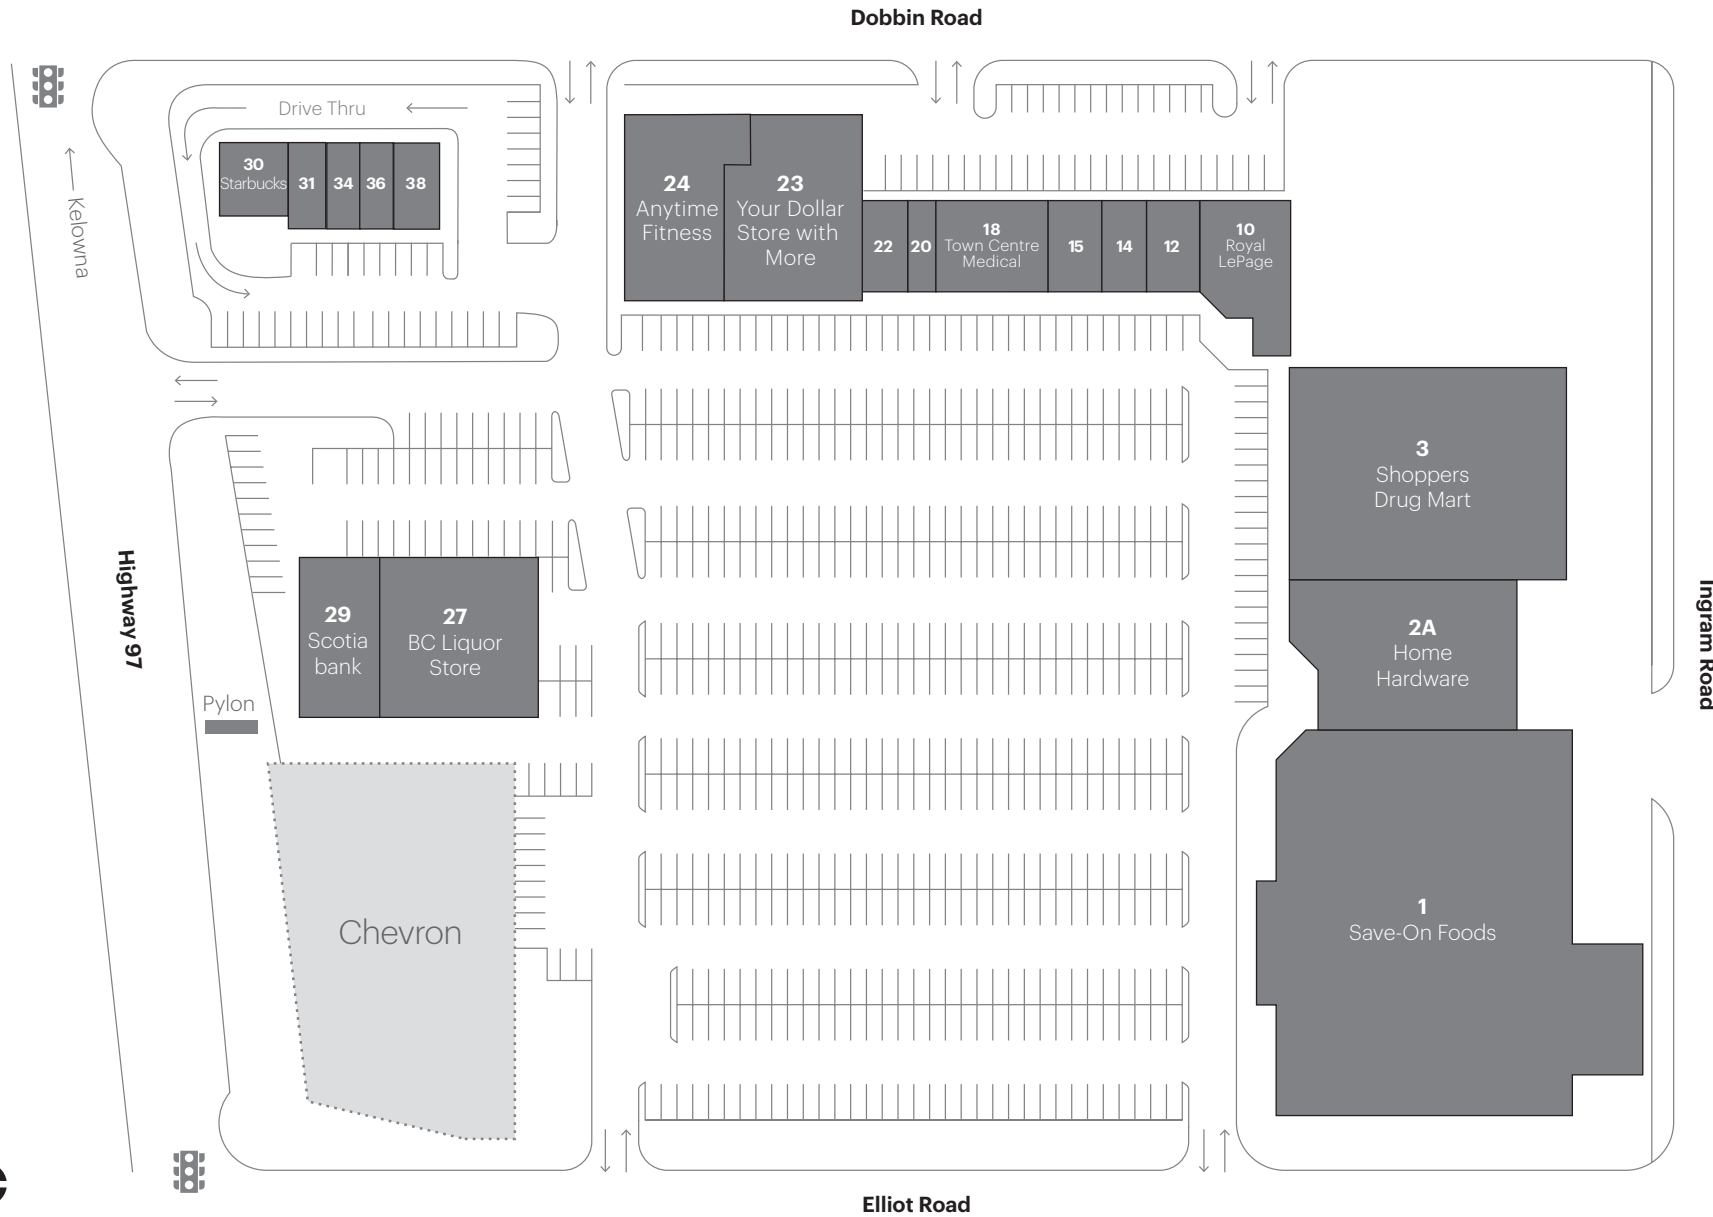 Dobbin Road
Drive Thru
30
Starbucks
31
34
36
38
Kelowna
24
Anytime
Fitness
23
Your Dollar
Store with
More
22
20
18
Town Centre
Medical
15
14
12
10
Royal
LePage
3
Shoppers
Drug Mart
Highway 97
29
Scotia
bank
27
BC Liquor
Store
2A
Home
Hardware
Ingram Road
Pylon
Chevron
1
Save-On Foods
Elliot Road